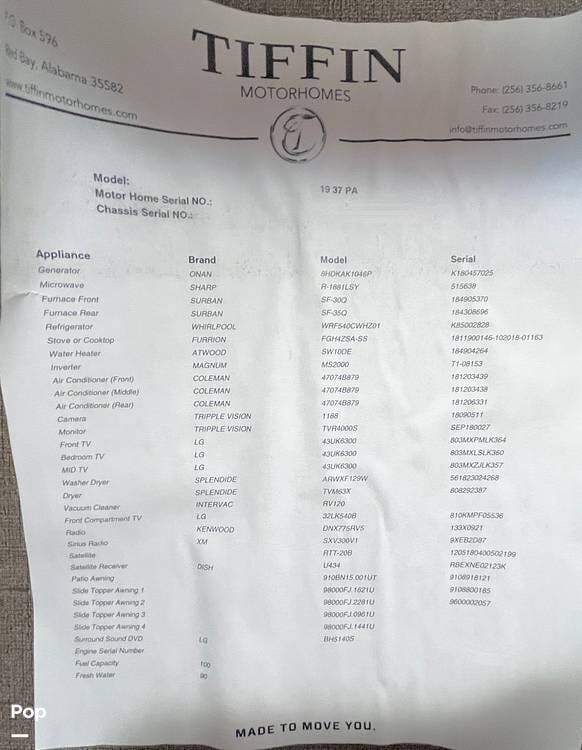 P.O. Box 596
Red Bay, Alabama 35582
www.tiffinmotorhomes.com
TIFFIN
MOTORHOMES
Phone: (256) 356-8661
Fax: (256) 356-8219
info@tiffinmotorhomes.com
Model: 19 37 PA
Motor Home Serial NO.:
Chassis Serial NO.:
Appliance Brand Model Serial
Generator ONAN 8HDKAK1046P K180457025
Microwave SHARP R-1881LSY 515638
Furnace Front SURBAN SF-30Q 184905370
Furnace Rear SURBAN SF-35Q 184308696
Refrigerator WHIRLPOOL WRF540CWHZ01 K85002828
Stove or Cooktop FURRION FGH4ZSA-SS 1811900146-102018-01163
Water Heater ATWOOD SW10DE 184904264
Inverter MAGNUM MS2000 T1-08153
Air Conditioner (Front) COLEMAN 47074B879 181203439
Air Conditioner (Middle) COLEMAN 47074B879 181203438
Air Conditioner (Rear) COLEMAN 47074B879 181206331
Camera TRIPPLE VISION 1188 18090511
Monitor TRIPPLE VISION TVR4000S SEP180027
Front TV LG 43UK6300 803MXPMLK364
Bedroom TV LG 43UK6300 803MXLSLK360
MID TV LG 43UK6300 803MXZJLK357
Washer Dryer SPLENDIDE ARWXF129W 561823024268
Dryer SPLENDIDE TVM63X 808292387
Vacuum Cleaner INTERVAC RV120
Front Compartment TV LG 32LK540B 810KMPF05536
Radio KENWOOD DNX775RVS 133X0921
Sirius Radio XM SXV300V1 9XEB2D87
Satellite RTT-20B 1205180400502199
Satellite Receiver DISH U434 RBEXNE02123K
Patio Awning 910BN15.001UT 9108918121
Slide Topper Awning 1 98000FJ.1621U 9108800185
Slide Topper Awning 2 98000FJ.2281U 9600002057
Slide Topper Awning 3 98000FJ.0961U
Slide Topper Awning 4 98000FJ.1441U
Surround Sound DVD LG BH5140S
Engine Serial Number
Fuel Capacity 100
Fresh Water 90
MADE TO MOVE YOU.
Pop